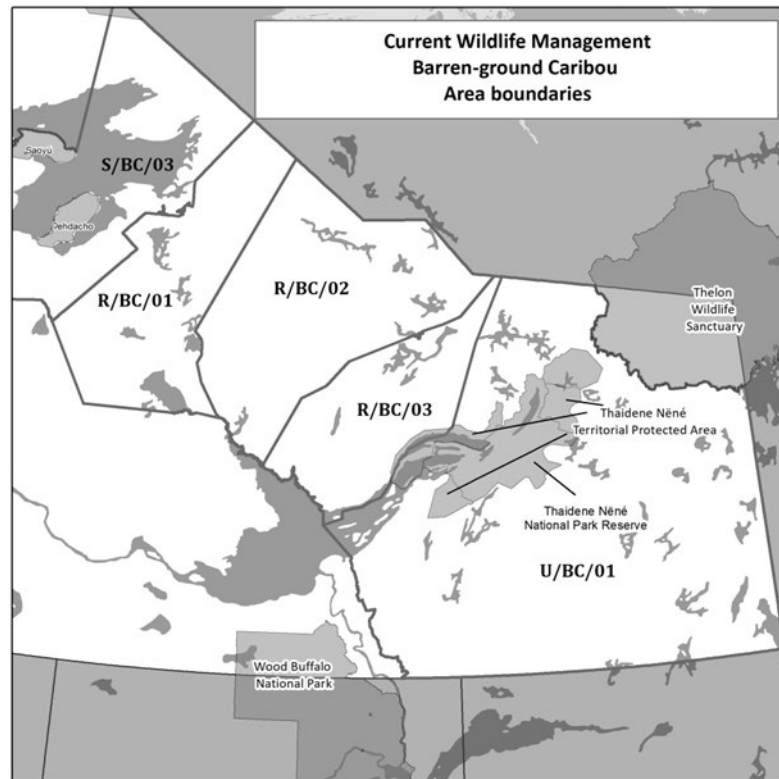 Current Wildlife Management
Barren-ground Caribou
Area boundaries
Saoyú
S/BC/03
Ɂehdacho
R/BC/01
R/BC/02
Thelon
Wildlife
Sanctuary
R/BC/03
Thaidene Nëné
Territorial Protected Area
Thaidene Nëné
National Park Reserve
U/BC/01
Wood Buffalo
National Park